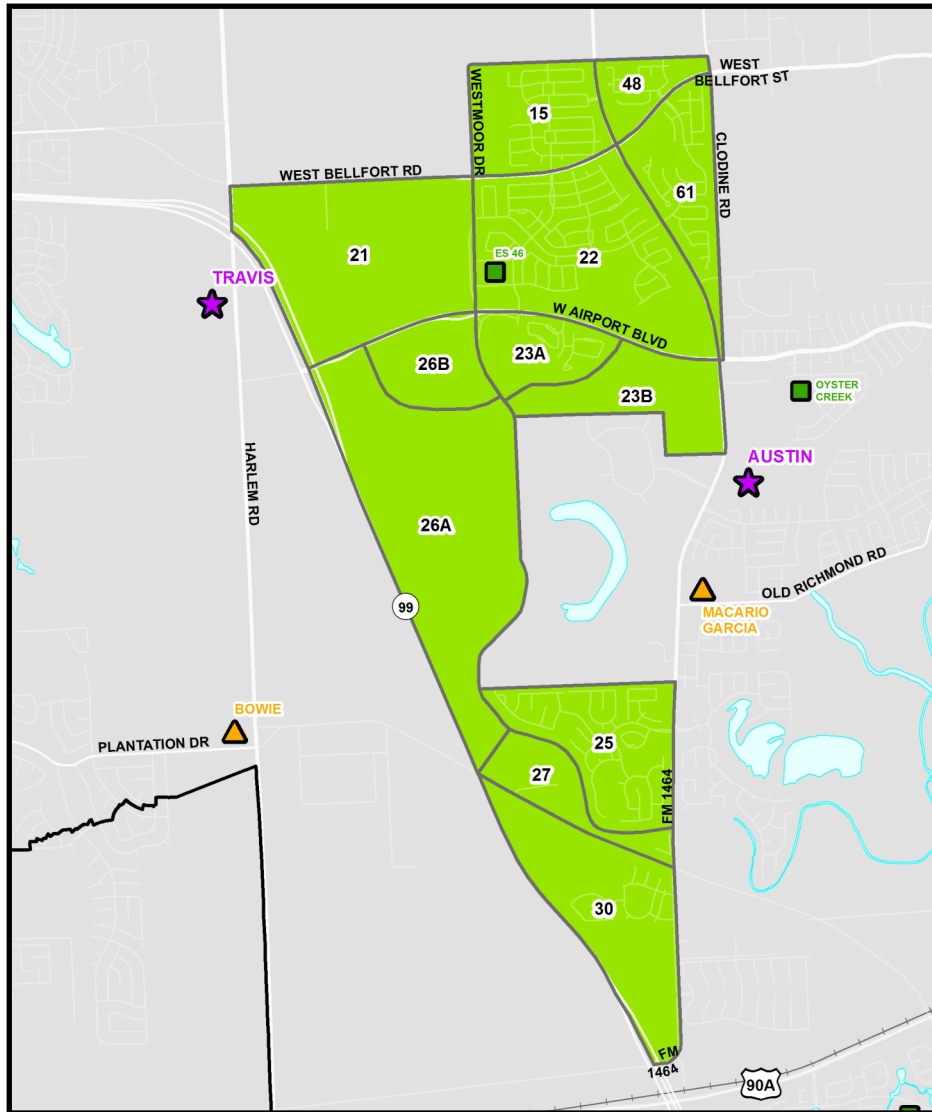 WEST
BELLFORT ST
48
WESTMOOR DR
15
CLODINE RD
WEST BELLFORT RD
61
21
ES 46
22
TRAVIS
W AIRPORT BLVD
23A
26B
23B
OYSTER
CREEK
AUSTIN
HARLEM RD
26A
OLD RICHMOND RD
99
MACARIO
GARCIA
BOWIE
PLANTATION DR
25
27
FM 1464
30
FM
1464
90A